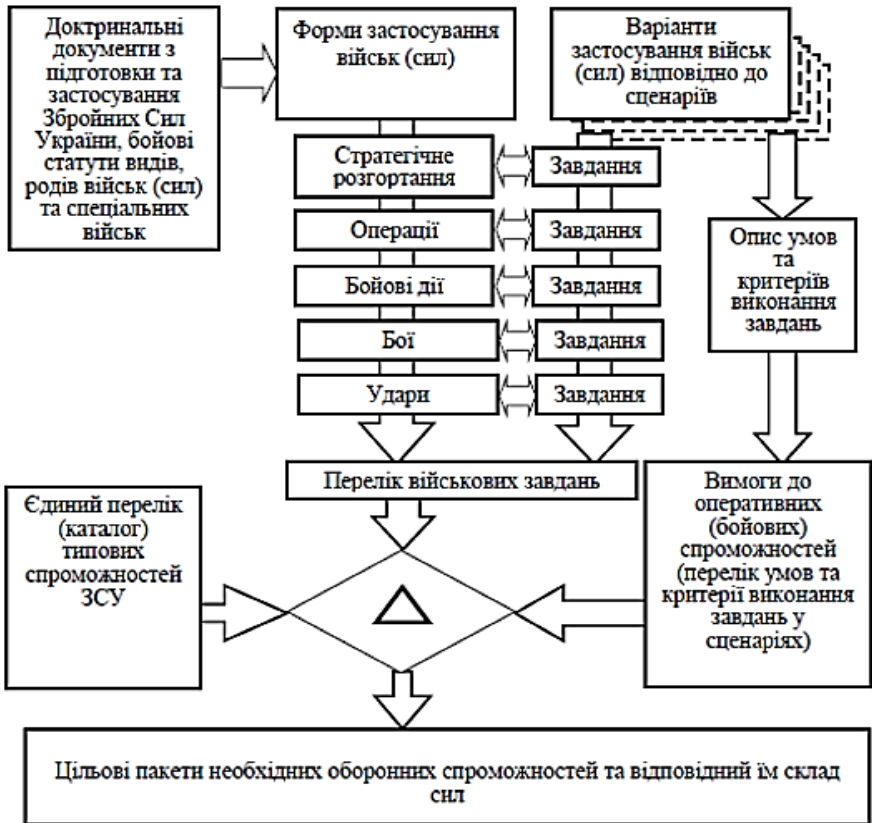 Доктринальні
документи з
підготовки та
застосування
Збройних Сил
України, бойові
статути видів,
родів військ (сил)
та спеціальних
військ
Форми застосування
військ (сил)
Варіанти
застосування військ
(сил) відповідно до
сценаріїв
Стратегічне
розгортання
Завдання
Операції
Завдання
Бойові дії
Завдання
Бої
Завдання
Удари
Завдання
Опис умов
та
критеріїв
виконання
завдань
Перелік військових завдань
Єдиний перелік
(каталог)
типових
спроможностей
ЗСУ
Вимоги до
оперативних
(бойових)
спроможностей
(перелік умов та
критерії виконання
завдань у
сценаріях)
Цільові пакети необхідних оборонних спроможностей та відповідний їм склад
сил